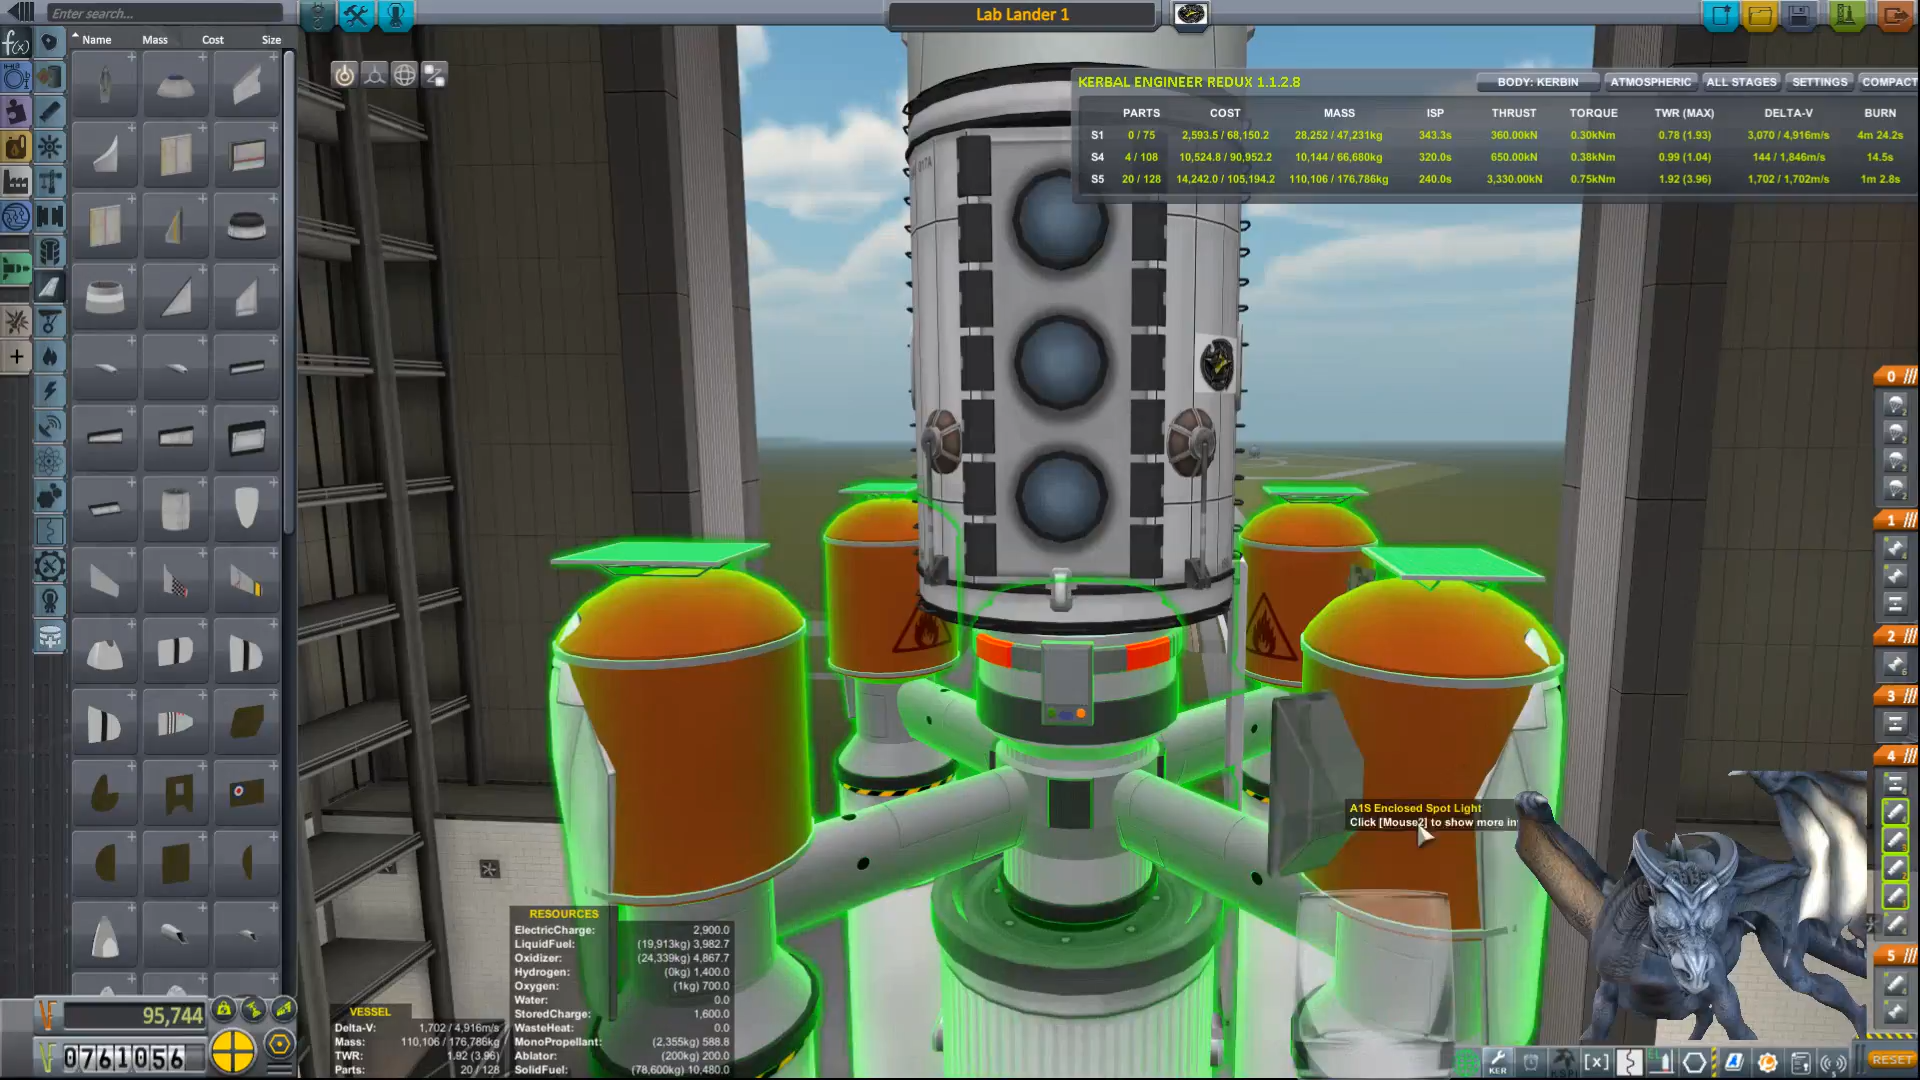 Enter search...
Lab Lander 1
Name Mass Cost Size
KERBAL ENGINEER REDUX 1.1.2.8 BODY: KERBIN ATMOSPHERIC ALL STAGES SETTINGS COMPACT
PARTS COST MASS ISP THRUST TORQUE TWR (MAX) DELTA-V BURN
S1 0 / 75 2,593.5 / 68,150.2 28,252 / 47,231kg 343.3s 360.00kN 0.30kNm 0.78 (1.93) 3,070 / 4,916m/s 4m 24.2s
S4 4 / 108 10,524.8 / 90,952.2 10,144 / 66,680kg 320.0s 650.00kN 0.38kNm 0.99 (1.04) 144 / 1,846m/s 14.5s
S5 20 / 128 14,242.0 / 105,194.2 110,106 / 176,786kg 240.0s 3,330.00kN 0.75kNm 1.92 (3.96) 1,702 / 1,702m/s 1m 2.8s
0
1
2
3
4
5
A1S Enclosed Spot Light
Click [Mouse2] to show more in
RESOURCES
ElectricCharge: 2,900.0
LiquidFuel: (19,913kg) 3,982.7
Oxidizer: (24,339kg) 4,867.7
Hydrogen: (0kg) 1,400.0
Oxygen: (1kg) 700.0
Water: 0.0
StoredCharge: 1,600.0
WasteHeat: 0.0
MonoPropellant: (2,355kg) 588.8
Ablator: (200kg) 200.0
SolidFuel: (78,600kg) 10,480.0
VESSEL
Delta-V: 1,702 / 4,916m/s
Mass: 110,106 / 176,786kg
TWR: 1.92 (3.96)
Parts: 20 / 128
95,744
0761056
KER
[x]
RESET